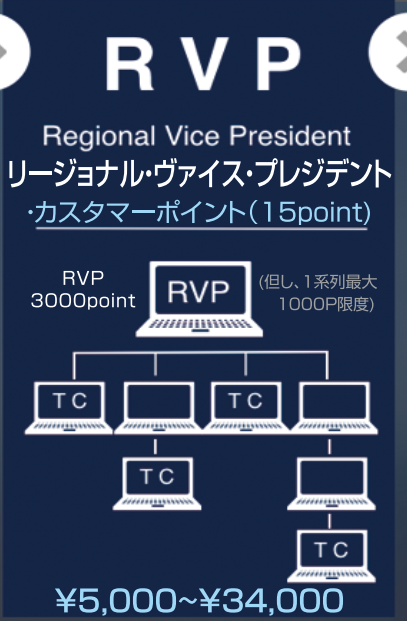 RVP
Regional Vice President
リージョナル・ヴァイス・プレジデント
・カスタマーポイント(15point)
RVP
3000point
RVP
(但し、1系列最大
1000P限度)
TC
TC
TC
TC
¥5,000~¥34,000